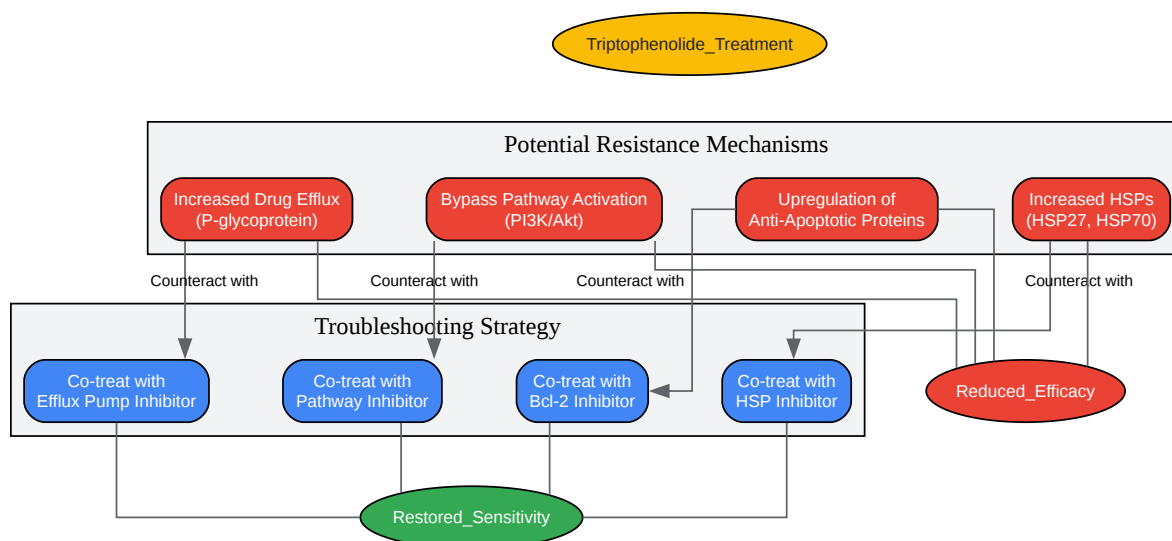 Triptophenolide_Treatment
Potential Resistance Mechanisms
Increased Drug Efflux
(P-glycoprotein)
Bypass Pathway Activation
(PI3K/Akt)
Upregulation of
Anti-Apoptotic Proteins
Increased HSPs
(HSP27, HSP70)
Counteract with
Counteract with
Counteract with
Counteract with
Troubleshooting Strategy
Co-treat with
Efflux Pump Inhibitor
Co-treat with
Pathway Inhibitor
Co-treat with
Bcl-2 Inhibitor
Co-treat with
HSP Inhibitor
Reduced_Efficacy
Restored_Sensitivity